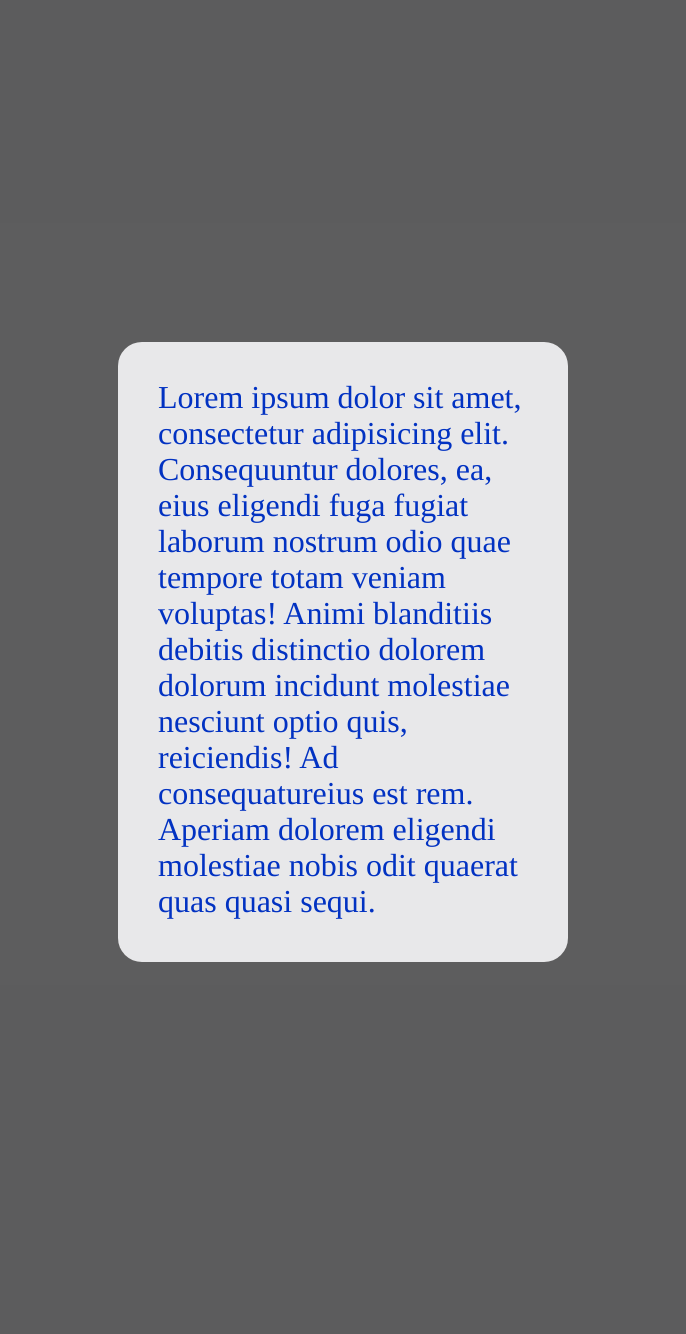 Lorem ipsum dolor sit amet,
consectetur adipisicing elit.
Consequuntur dolores, ea,
eius eligendi fuga fugiat
laborum nostrum odio quae
tempore totam veniam
voluptas! Animi blanditiis
debitis distinctio dolorem
dolorum incidunt molestiae
nesciunt optio quis,
reiciendis! Ad
consequatureius est rem.
Aperiam dolorem eligendi
molestiae nobis odit quaerat
quas quasi sequi.